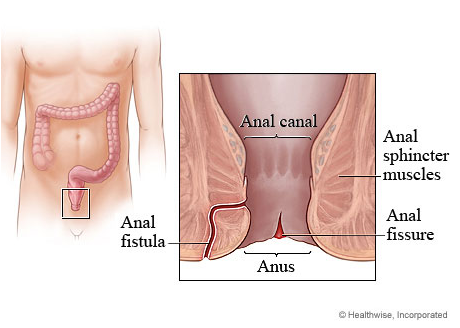 Anal canal
Anal
sphincter
muscles
Anal
fistula
Anal
fissure
Anus
© Healthwise, Incorporated